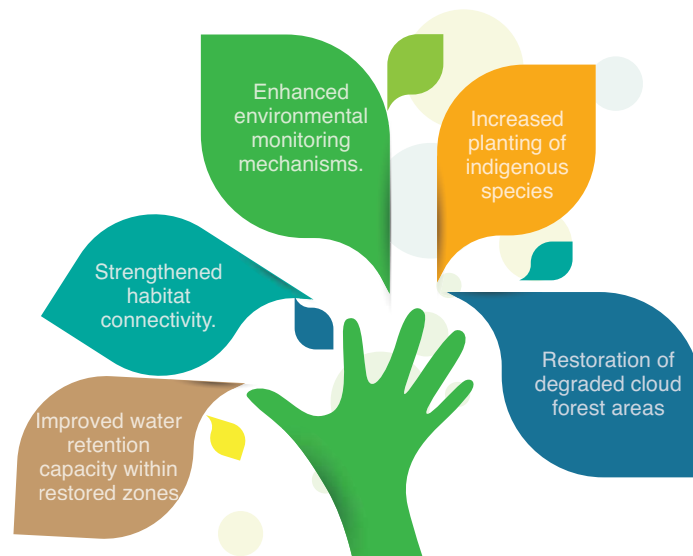 Enhanced
environmental
monitoring
mechanisms.
Increased
planting of
indigenous
species
Strengthened
habitat
connectivity.
Restoration of
degraded cloud
forest areas
Improved water
retention
capacity within
restored zones